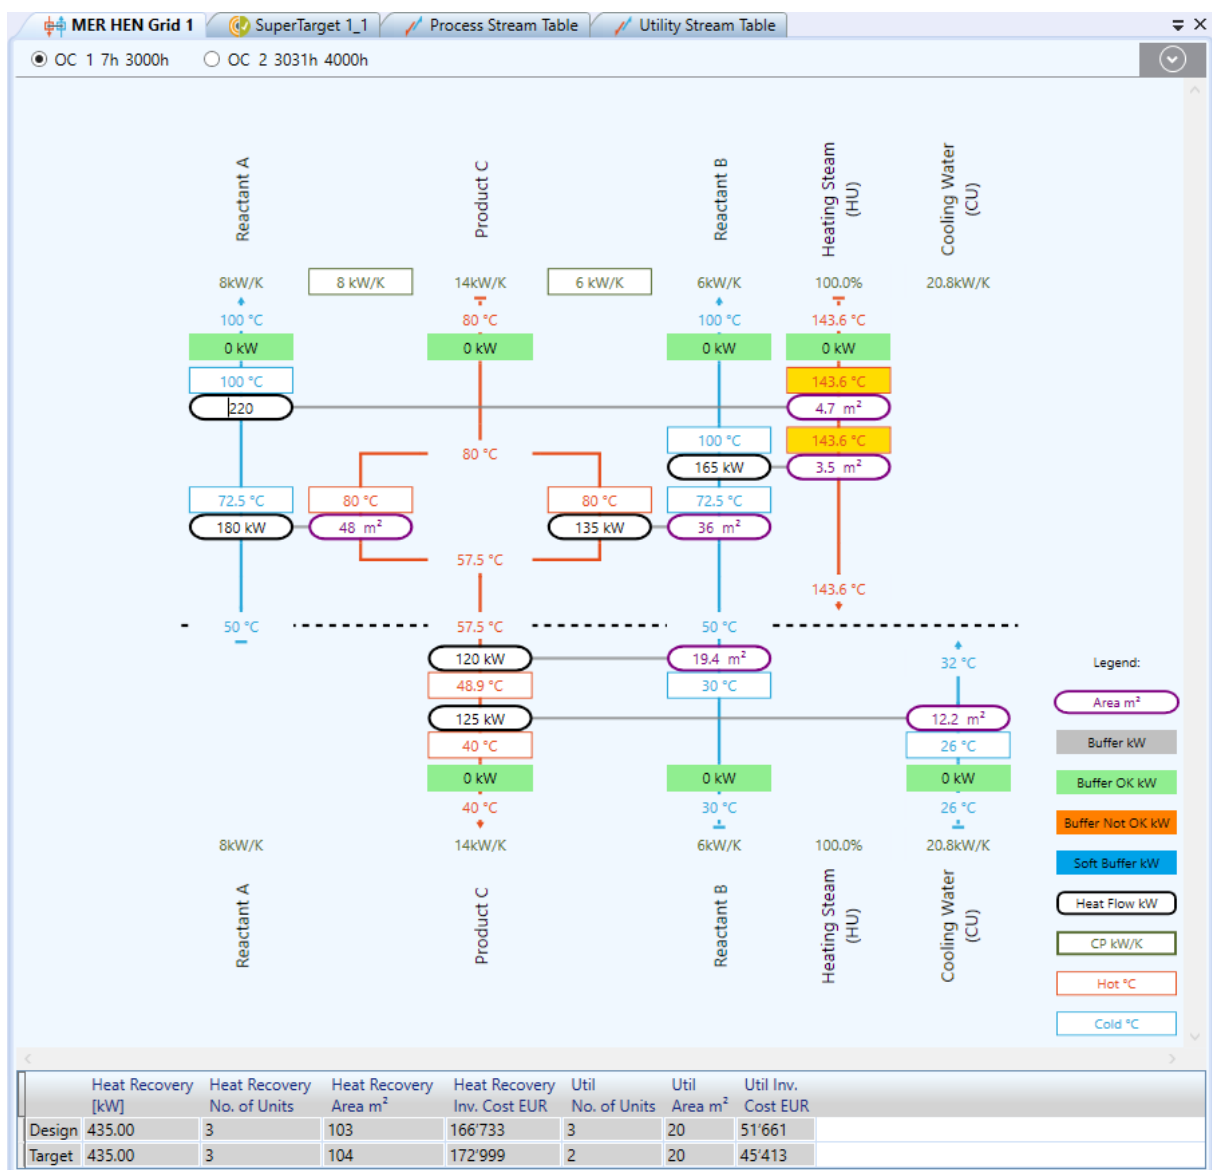 MER HEN Grid 1 SuperTarget 1_1 Process Stream Table Utility Stream Table
OC 1 7h 3000h OC 2 3031h 4000h
Reactant A Product C Reactant B Heating Steam (HU) Cooling Water (CU)
8kW/K 8 kW/K 14kW/K 6 kW/K 6kW/K 100.0% 20.8kW/K
100 °C 80 °C 100 °C 143.6 °C
0 kW 0 kW 0 kW 0 kW
100 °C 143.6 °C
220 4.7 m²
100 °C 143.6 °C
80 °C 165 kW 3.5 m²
72.5 °C 80 °C 80 °C 72.5 °C
180 kW 48 m² 135 kW 36 m²
57.5 °C
143.6 °C
50 °C 57.5 °C 50 °C
120 kW 19.4 m² 32 °C Legend:
48.9 °C 30 °C
Area m²
125 kW 12.2 m²
40 °C 26 °C Buffer kW
0 kW 0 kW 0 kW Buffer OK kW
40 °C 30 °C 26 °C
Buffer Not OK kW
8kW/K 14kW/K 6kW/K 100.0% 20.8kW/K
Soft Buffer kW
Reactant A Product C Reactant B Heating Steam (HU) Cooling Water (CU)
Heat Flow kW
CP kW/K
Hot °C
Cold °C
Heat Recovery Heat Recovery Heat Recovery Heat Recovery Util Util Util Inv.
[kW] No. of Units Area m² Inv. Cost EUR No. of Units Area m² Cost EUR
Design 435.00 3 103 166'733 3 20 51'661
Target 435.00 3 104 172'999 2 20 45'413